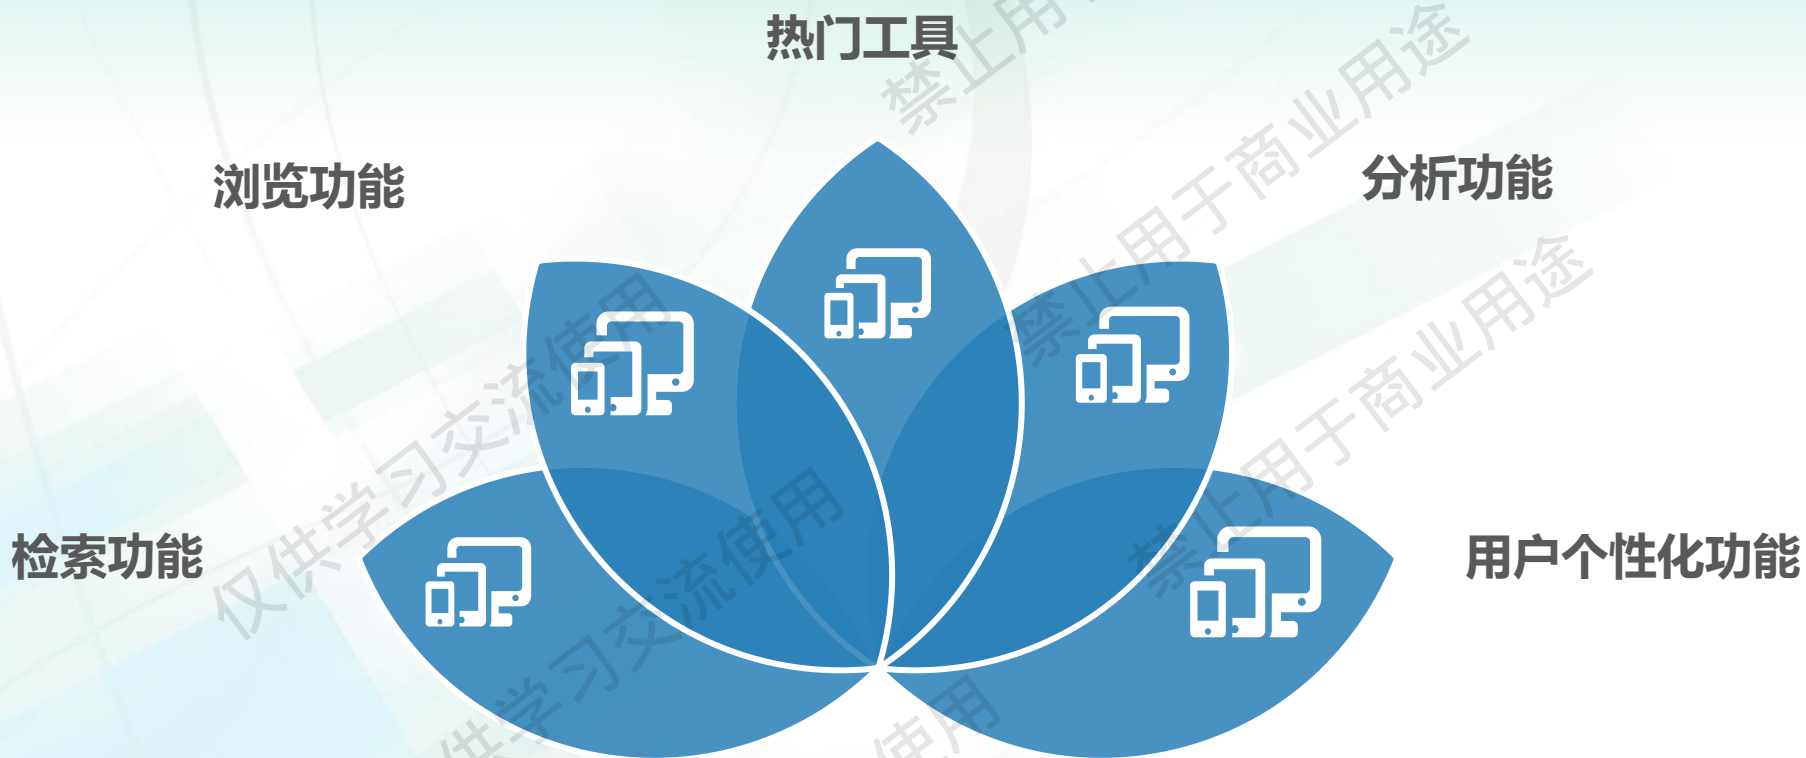 热门工具
浏览功能
分析功能
检索功能
用户个性化功能
禁止用于商业用途
禁止用于商业用途
仅供学习交流使用
仅供学习交流使用